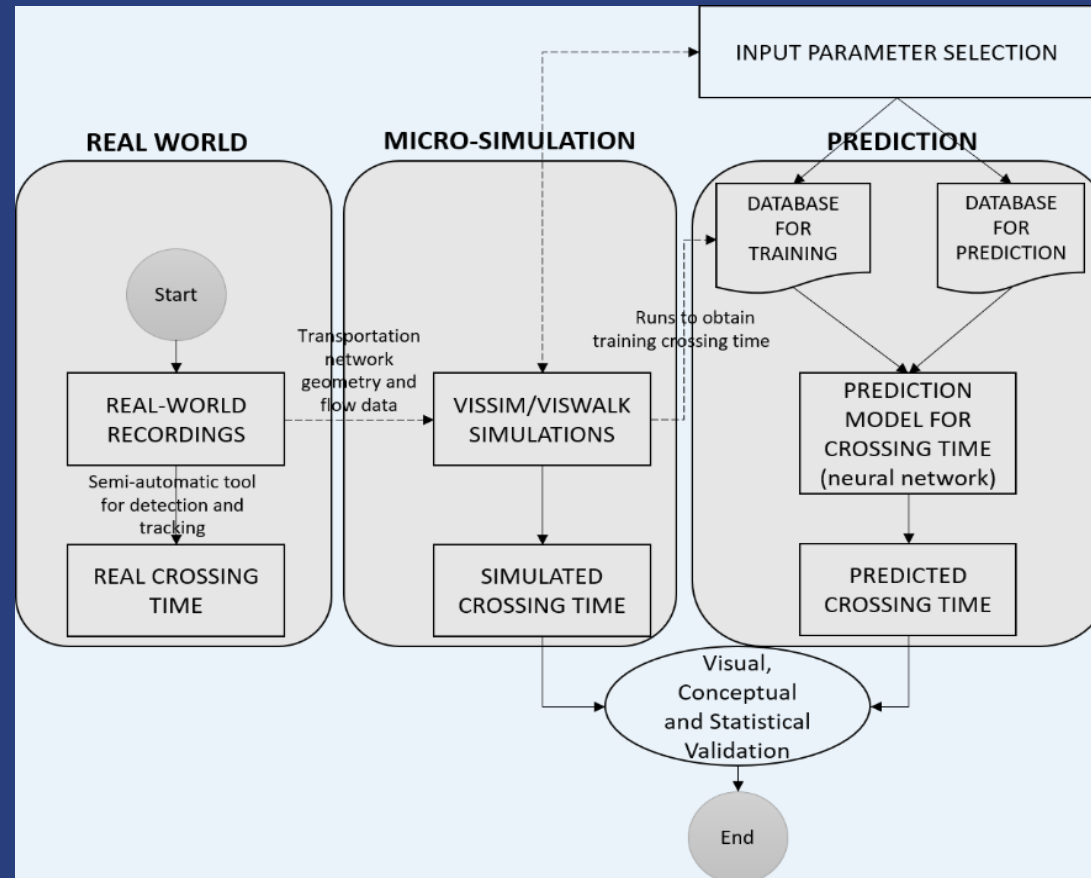 INPUT PARAMETER SELECTION
REAL WORLD
MICRO-SIMULATION
PREDICTION
DATABASE
FOR
TRAINING
DATABASE
FOR
PREDICTION
Start
Transportation
network
geometry and
flow data
Runs to obtain
training crossing time
REAL-WORLD
RECORDINGS
VISSIM/VISWALK
SIMULATIONS
PREDICTION
MODEL FOR
CROSSING TIME
(neural network)
Semi-automatic tool
for detection and
tracking
REAL CROSSING
TIME
SIMULATED
CROSSING TIME
PREDICTED
CROSSING TIME
Visual,
Conceptual
and Statistical
Validation
End